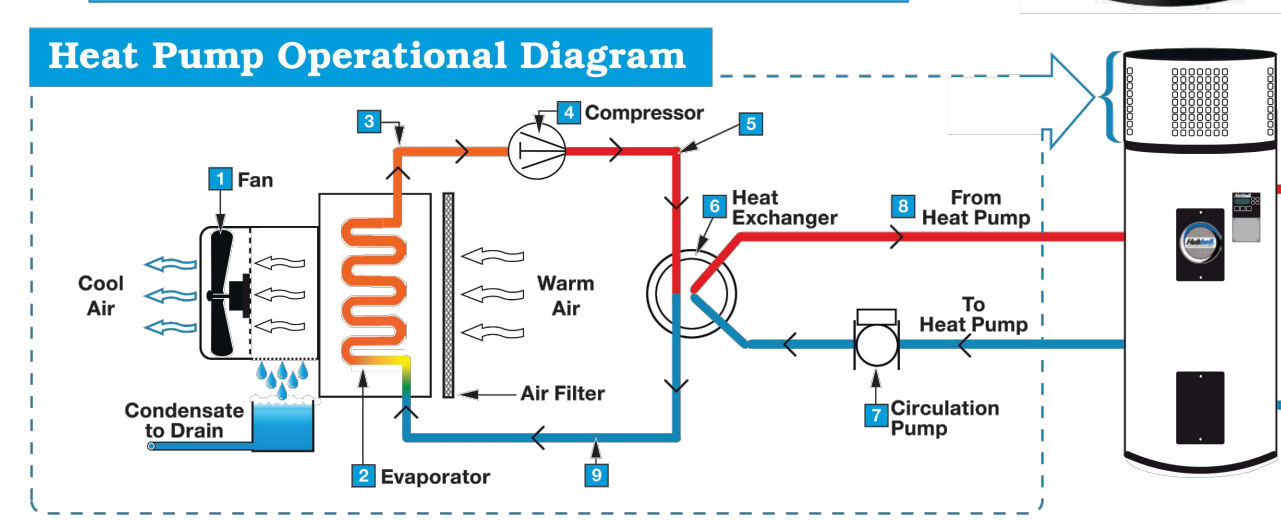 Heat Pump Operational Diagram
4 Compressor
3
5
1 Fan
6 Heat
Exchanger
8 From
Heat Pump
Hubbell
Cool
Air
Warm
Air
To
Heat Pump
Air Filter
Condensate
to Drain
7 Circulation
Pump
2 Evaporator
9